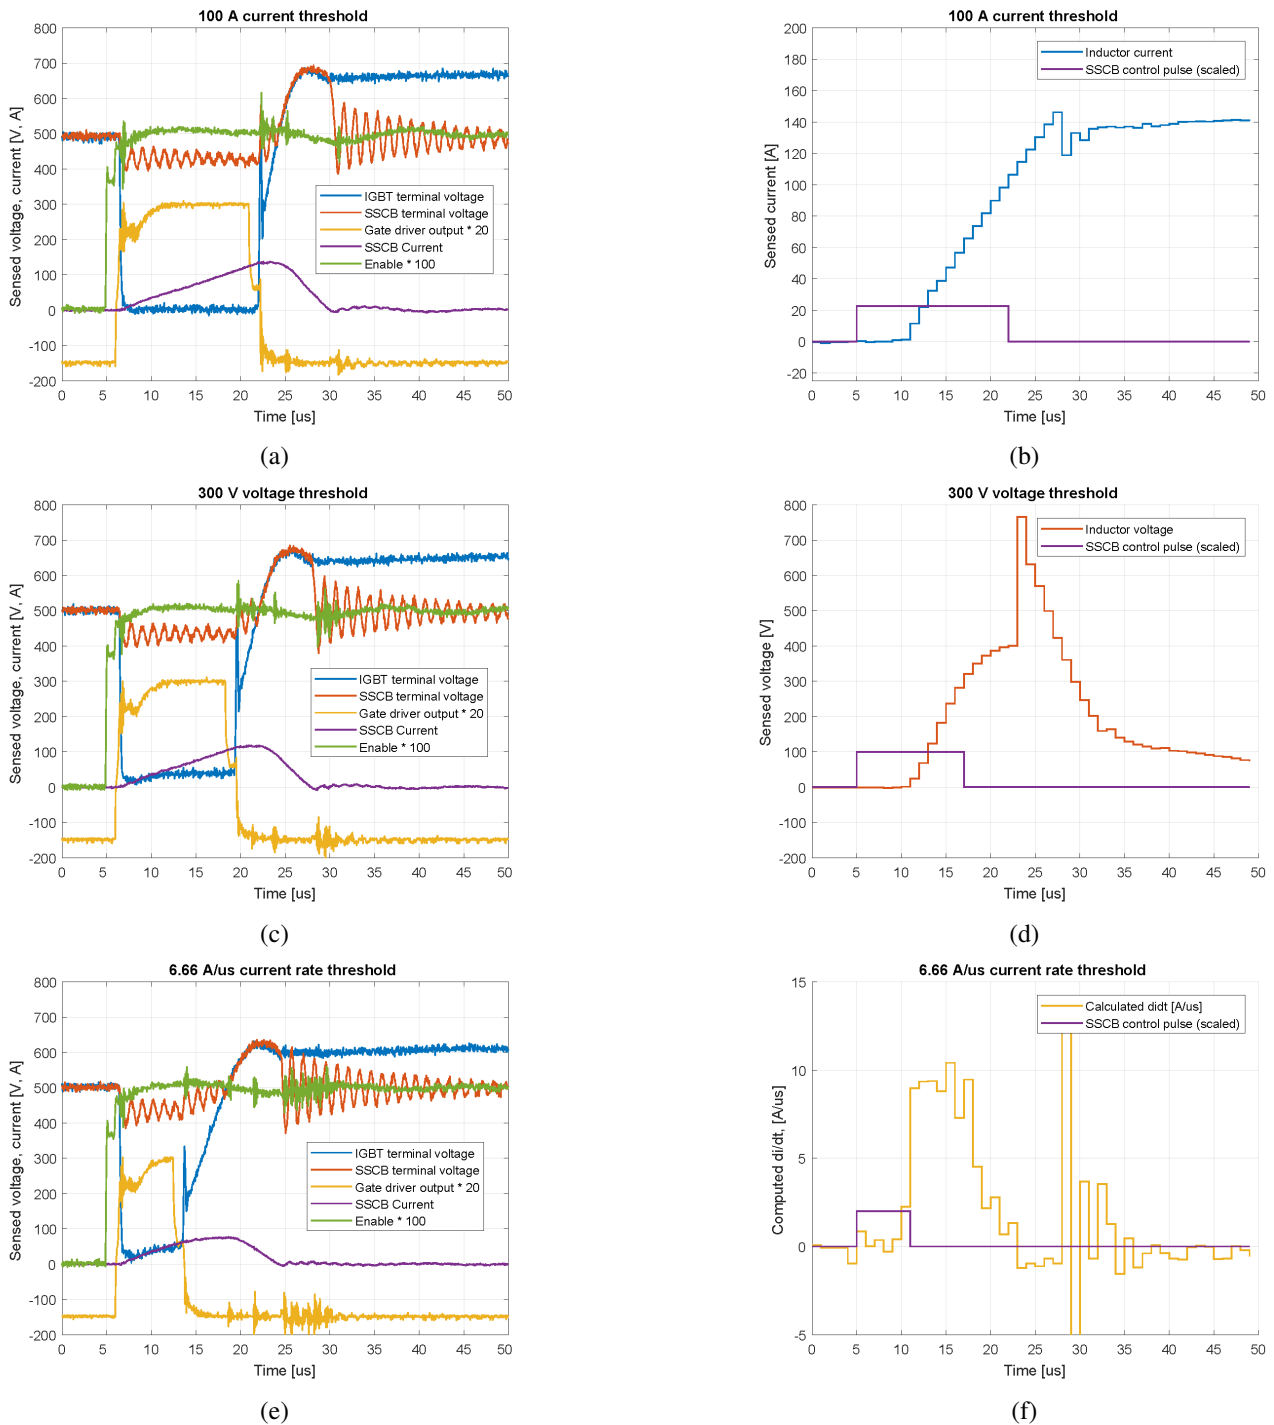 100 A current threshold
800
700
600
500
400
300
200
100
0
-100
-200
0 5 10 15 20 25 30 35 40 45 50
Sensed voltage, current [V, A]
Time [us]
IGBT terminal voltage
SSCB terminal voltage
Gate driver output * 20
SSCB Current
Enable * 100
(a)
100 A current threshold
200
180
160
140
120
100
80
60
40
20
0
-20
0 5 10 15 20 25 30 35 40 45 50
Sensed current [A]
Time [us]
Inductor current
SSCB control pulse (scaled)
(b)
300 V voltage threshold
800
700
600
500
400
300
200
100
0
-100
-200
0 5 10 15 20 25 30 35 40 45 50
Sensed voltage, current [V, A]
Time [us]
IGBT terminal voltage
SSCB terminal voltage
Gate driver output * 20
SSCB Current
Enable * 100
(c)
300 V voltage threshold
800
700
600
500
400
300
200
100
0
-100
-200
0 5 10 15 20 25 30 35 40 45 50
Sensed voltage [V]
Time [us]
Inductor voltage
SSCB control pulse (scaled)
(d)
6.66 A/us current rate threshold
800
700
600
500
400
300
200
100
0
-100
-200
0 5 10 15 20 25 30 35 40 45 50
Sensed voltage, current [V, A]
Time [us]
IGBT terminal voltage
SSCB terminal voltage
Gate driver output * 20
SSCB Current
Enable * 100
(e)
6.66 A/us current rate threshold
15
10
5
0
-5
0 5 10 15 20 25 30 35 40 45 50
Computed di/dt, [A/us]
Time [us]
Calculated didt [A/us]
SSCB control pulse (scaled)
(f)